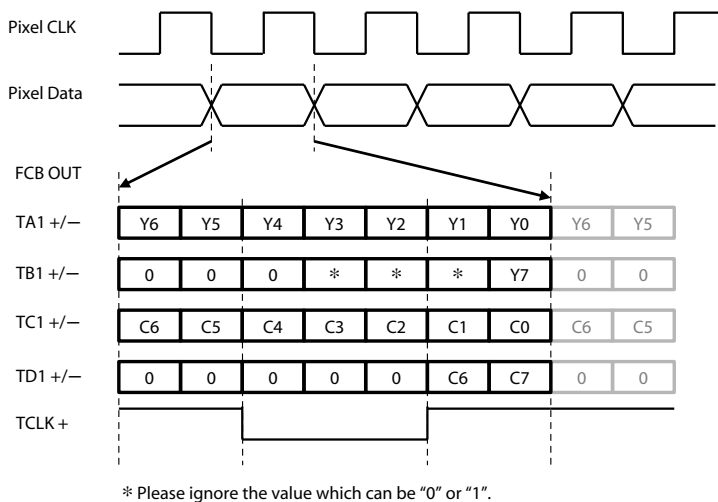 Pixel CLK
Pixel Data
FCB OUT
TA1 +/− Y6 Y5 Y4 Y3 Y2 Y1 Y0 Y6 Y5
TB1 +/− 0 0 0 * * * Y7 0 0
TC1 +/− C6 C5 C4 C3 C2 C1 C0 C6 C5
TD1 +/− 0 0 0 0 0 C6 C7 0 0
TCLK +
* Please ignore the value which can be “0” or “1”.